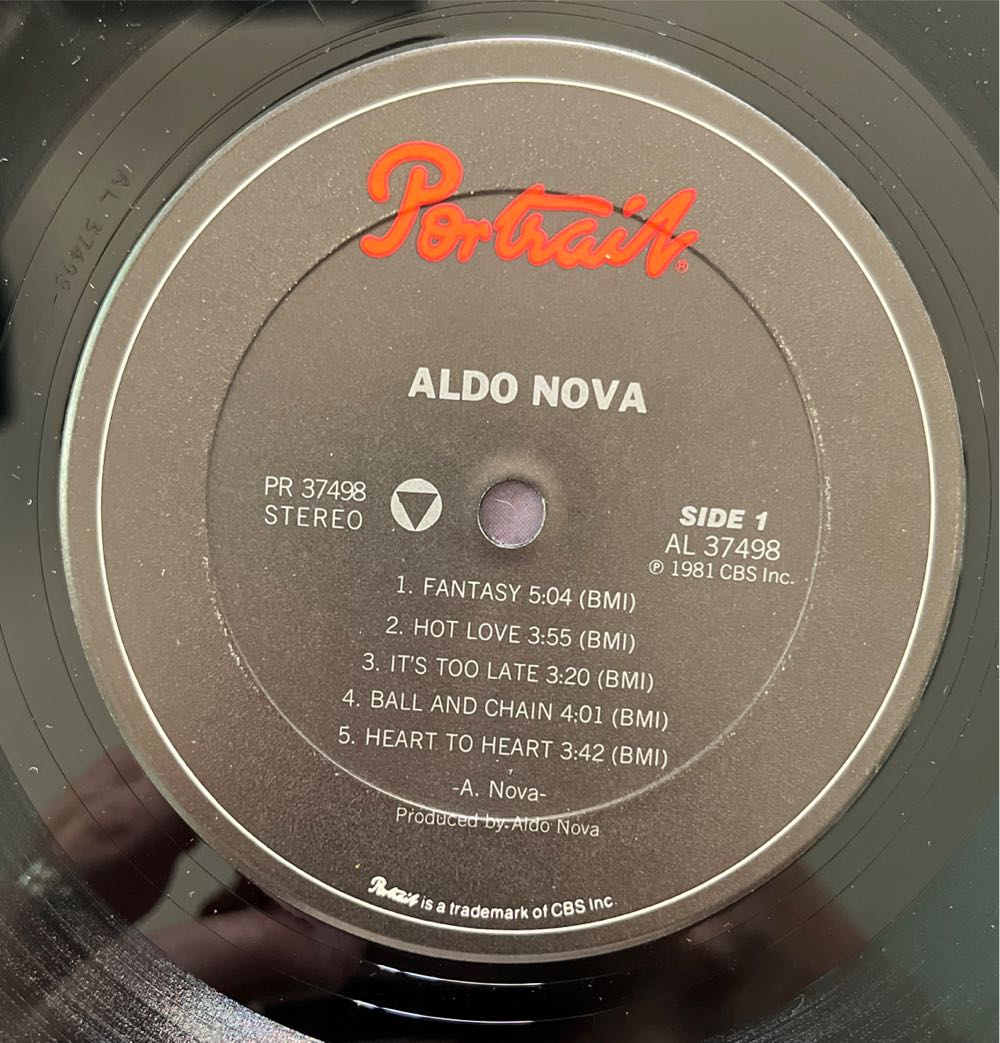 Portrait®
ALDO NOVA
PR 37498
STEREO
SIDE 1
AL 37498
℗ 1981 CBS Inc.
1. FANTASY 5:04 (BMI)
2. HOT LOVE 3:55 (BMI)
3. IT'S TOO LATE 3:20 (BMI)
4. BALL AND CHAIN 4:01 (BMI)
5. HEART TO HEART 3:42 (BMI)
-A. Nova-
Produced by Aldo Nova
Portrait is a trademark of CBS Inc.
AL 37498-